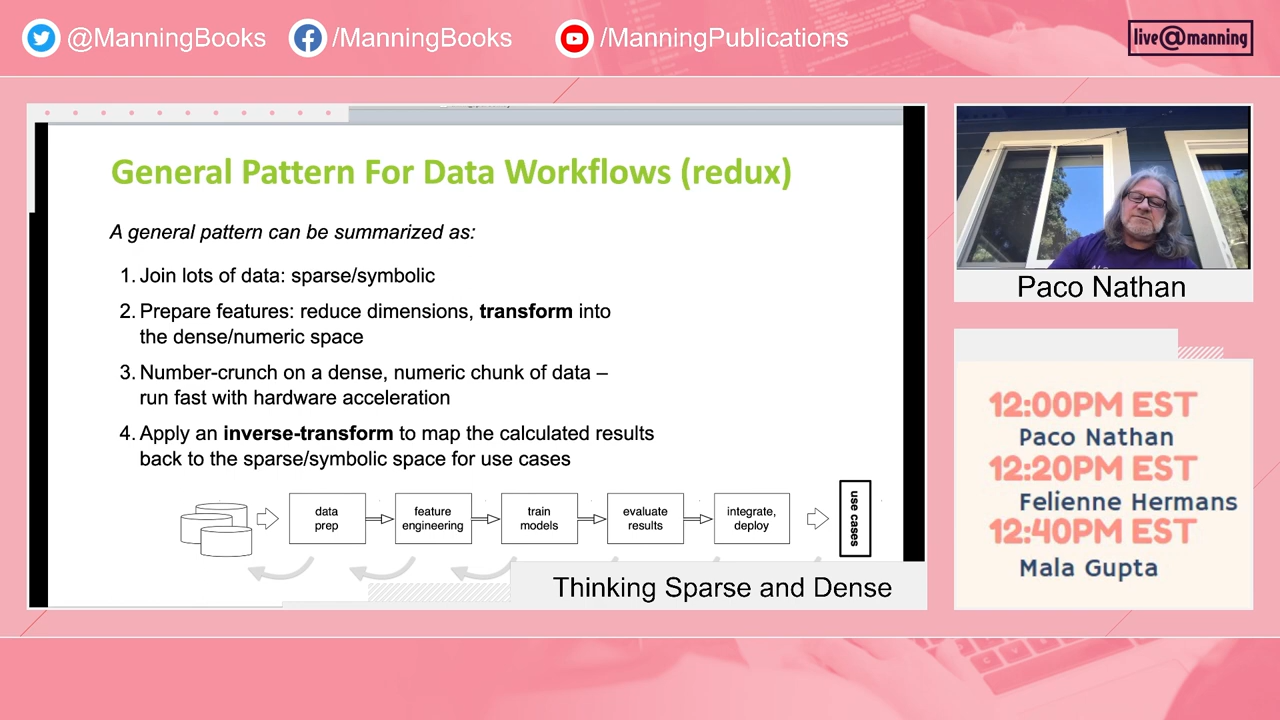 @ManningBooks
/ManningBooks
/ManningPublications
live@manning
General Pattern For Data Workflows (redux)
A general pattern can be summarized as:
1. Join lots of data: sparse/symbolic
2. Prepare features: reduce dimensions, transform into
the dense/numeric space
3. Number-crunch on a dense, numeric chunk of data –
run fast with hardware acceleration
4. Apply an inverse-transform to map the calculated results
back to the sparse/symbolic space for use cases
data
prep
feature
engineering
train
models
evaluate
results
integrate,
deploy
use cases
Thinking Sparse and Dense
Paco Nathan
12:00PM EST
Paco Nathan
12:20PM EST
Felienne Hermans
12:40PM EST
Mala Gupta